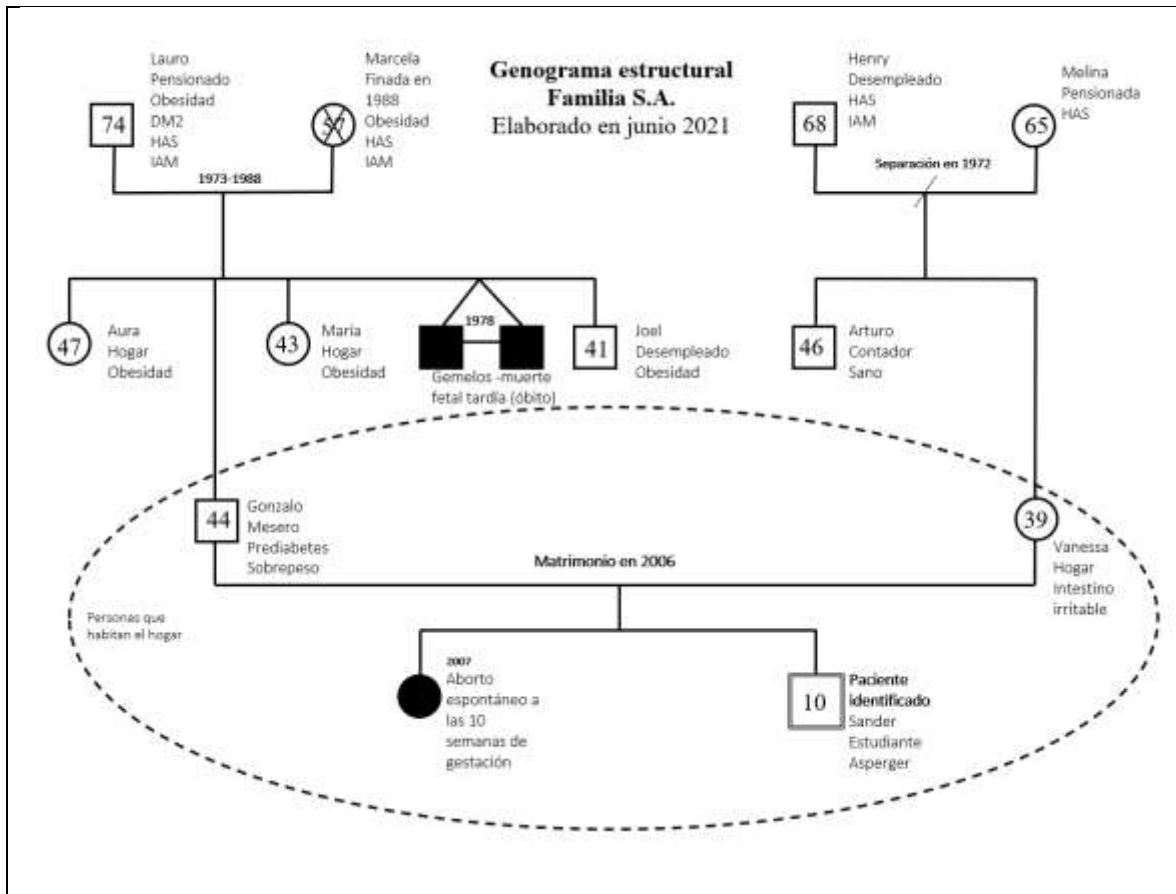 Lauro
Pensionado
Obesidad
DM2
HAS
IAM
74
Marcela
Finada en
1988
Obesidad
HAS
IAM
57
Genograma estructural
Familia S.A.
Elaborado en junio 2021
Henry
Desempleado
HAS
IAM
68
Melina
Pensionada
HAS
65
1973-1988
Separación en 1972
47
Aura
Hogar
Obesidad
43
María
Hogar
Obesidad
1978
Gemelos -muerte
fetal tardía (óbito)
41
Joel
Desempleado
Obesidad
46
Arturo
Contador
Sano
44
Gonzalo
Mesero
Prediabetes
Sobrepeso
Matrimonio en 2006
39
Vanessa
Hogar
Intestino
irritable
Personas que
habitan el hogar
2007
Aborto
espontáneo a
las 10
semanas de
gestación
10
Paciente
identificado
Sander
Estudiante
Asperger